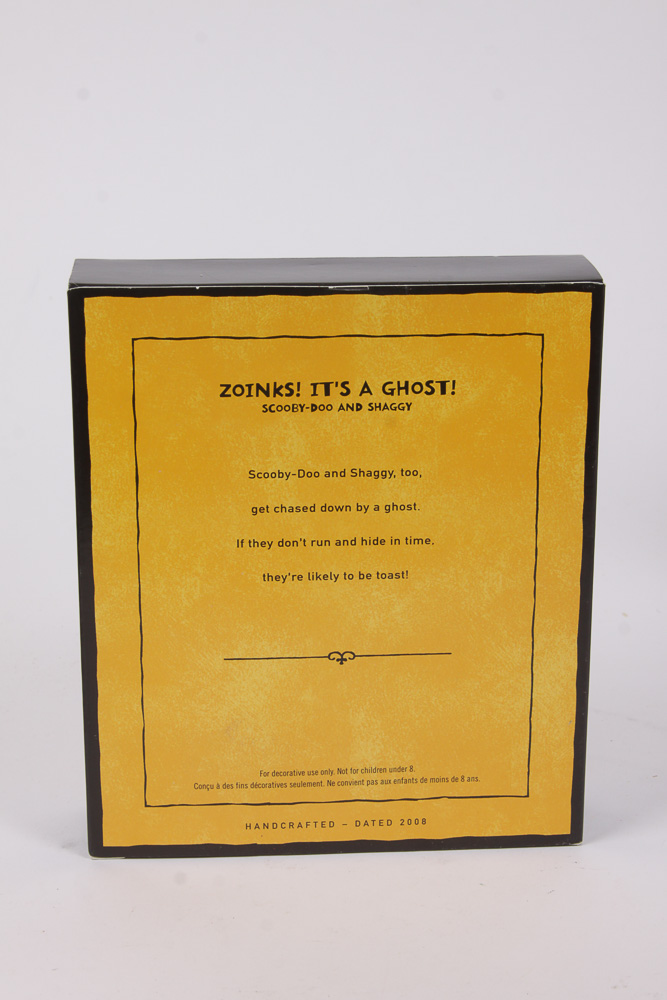 ZOINKS! IT'S A GHOST!
SCOOBY-DOO AND SHAGGY
Scooby-Doo and Shaggy, too,
get chased down by a ghost.
If they don't run and hide in time,
they're likely to be toast!
For decorative use only. Not for children under 8.
Conçu à des fins décoratives seulement. Ne convient pas aux enfants de moins de 8 ans.
HANDCRAFTED – DATED 2008